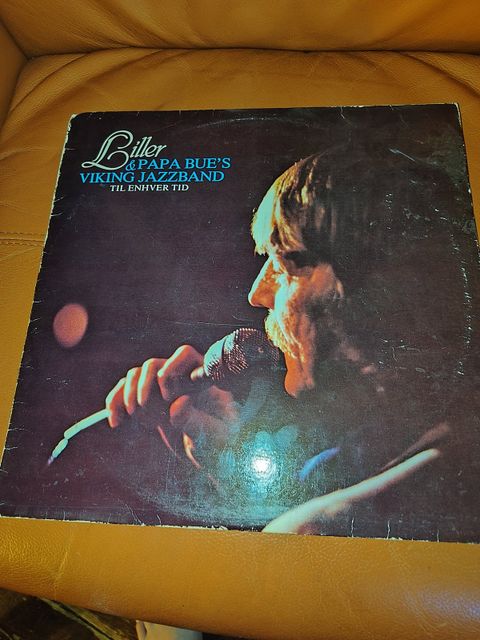 Liller
& PAPA BUE'S
VIKING JAZZBAND
TIL ENHVER TID